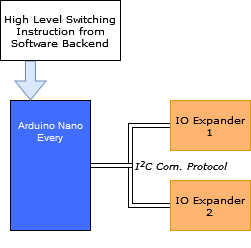 High Level Switching
Instruction from
Software Backend
Arduino Nano
Every
IO Expander
1
I²C Com. Protocol
IO Expander
2